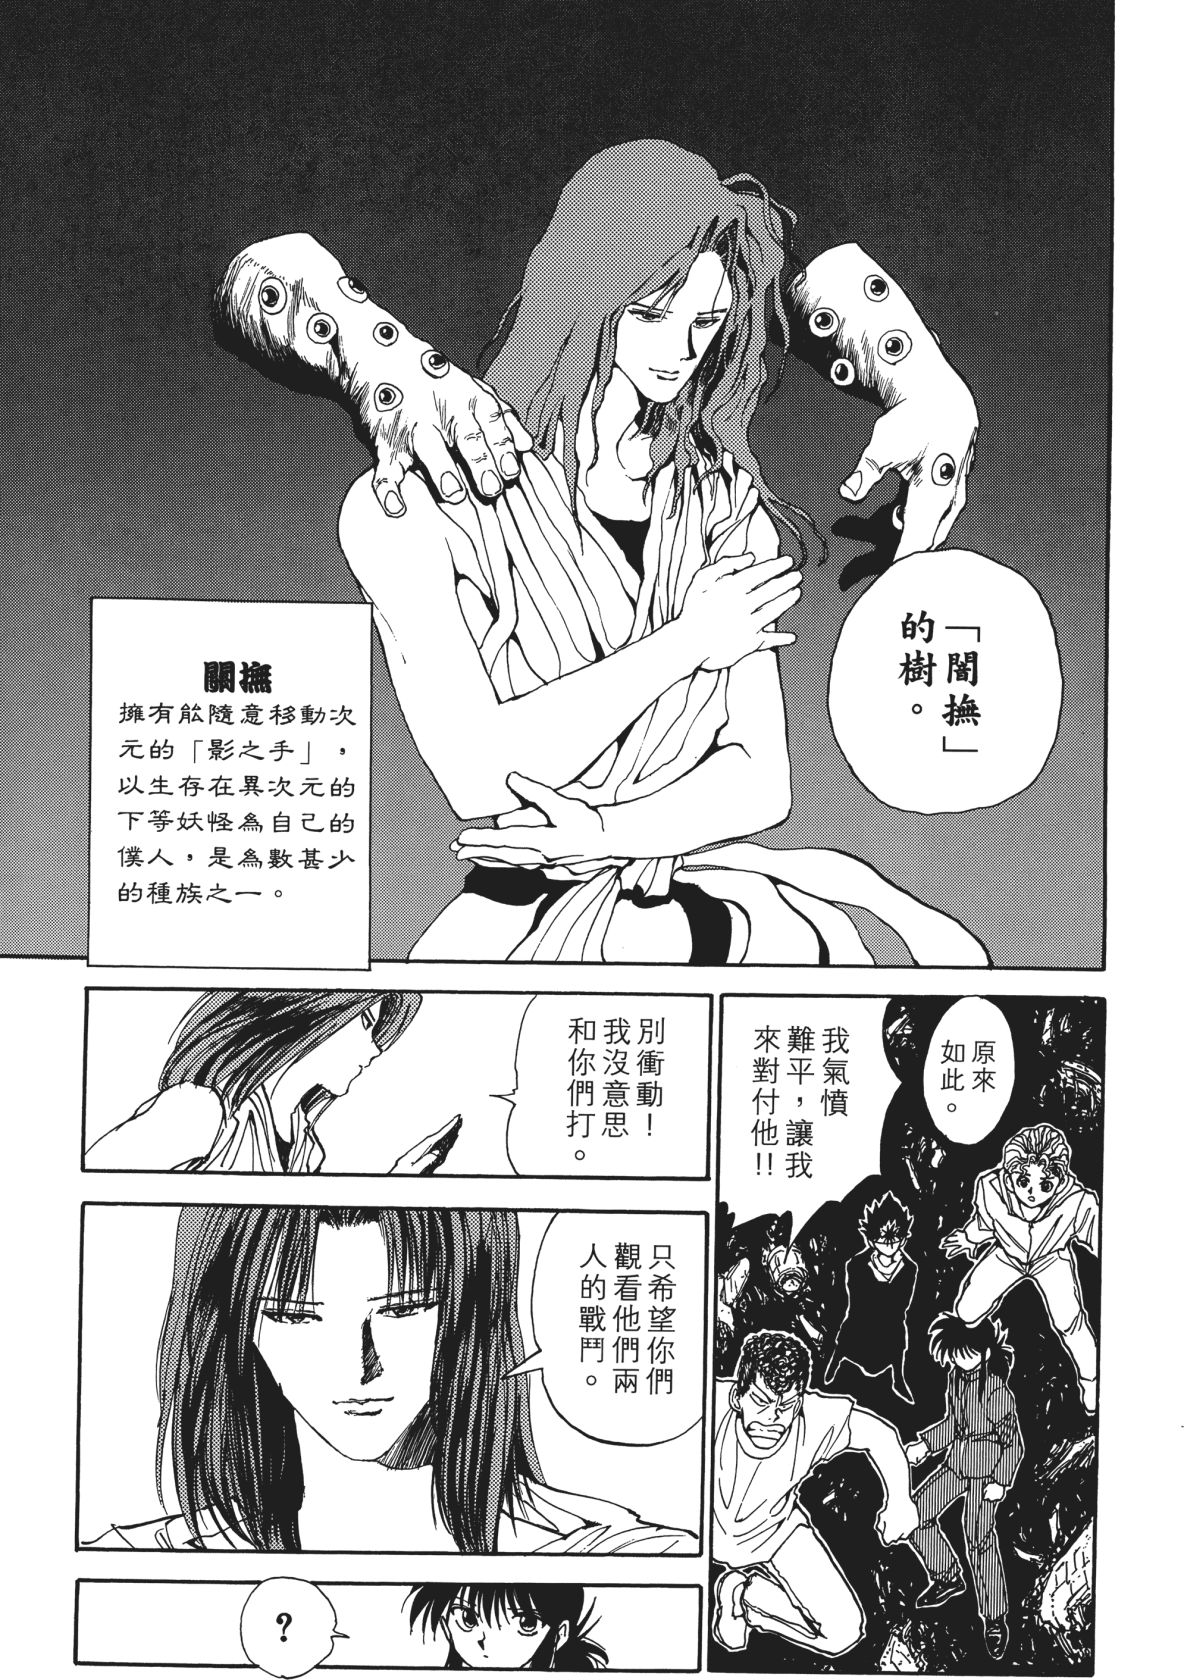 「闇撫」
的樹。
闇撫
擁有能隨意移動次
元的「影之手」，
以生存在異次元的
下等妖怪為自己的
僕人，是為數甚少
的種族之一。
原來
如此。
我氣憤
難平，讓我
來對付他!!
別衝動！
我沒意思
和你們打。
只希望你們
觀看他們兩
人的戰鬥。
？